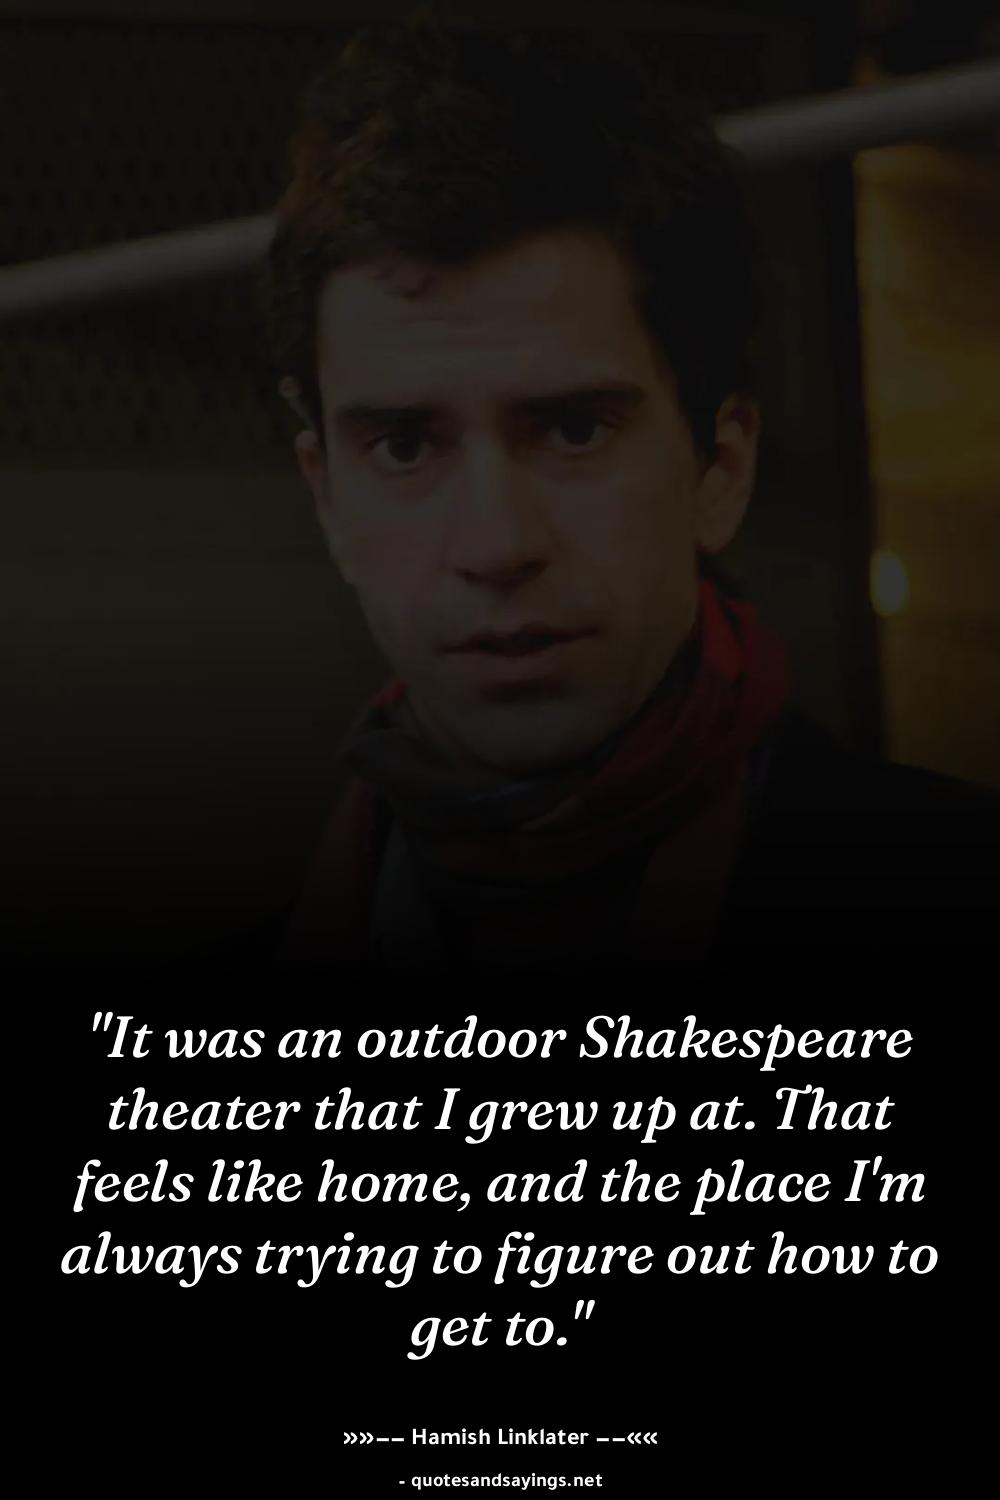 "It was an outdoor Shakespeare
theater that I grew up at. That
feels like home, and the place I'm
always trying to figure out how to
get to."
»»−− Hamish Linklater −−««
- quotesandsayings.net